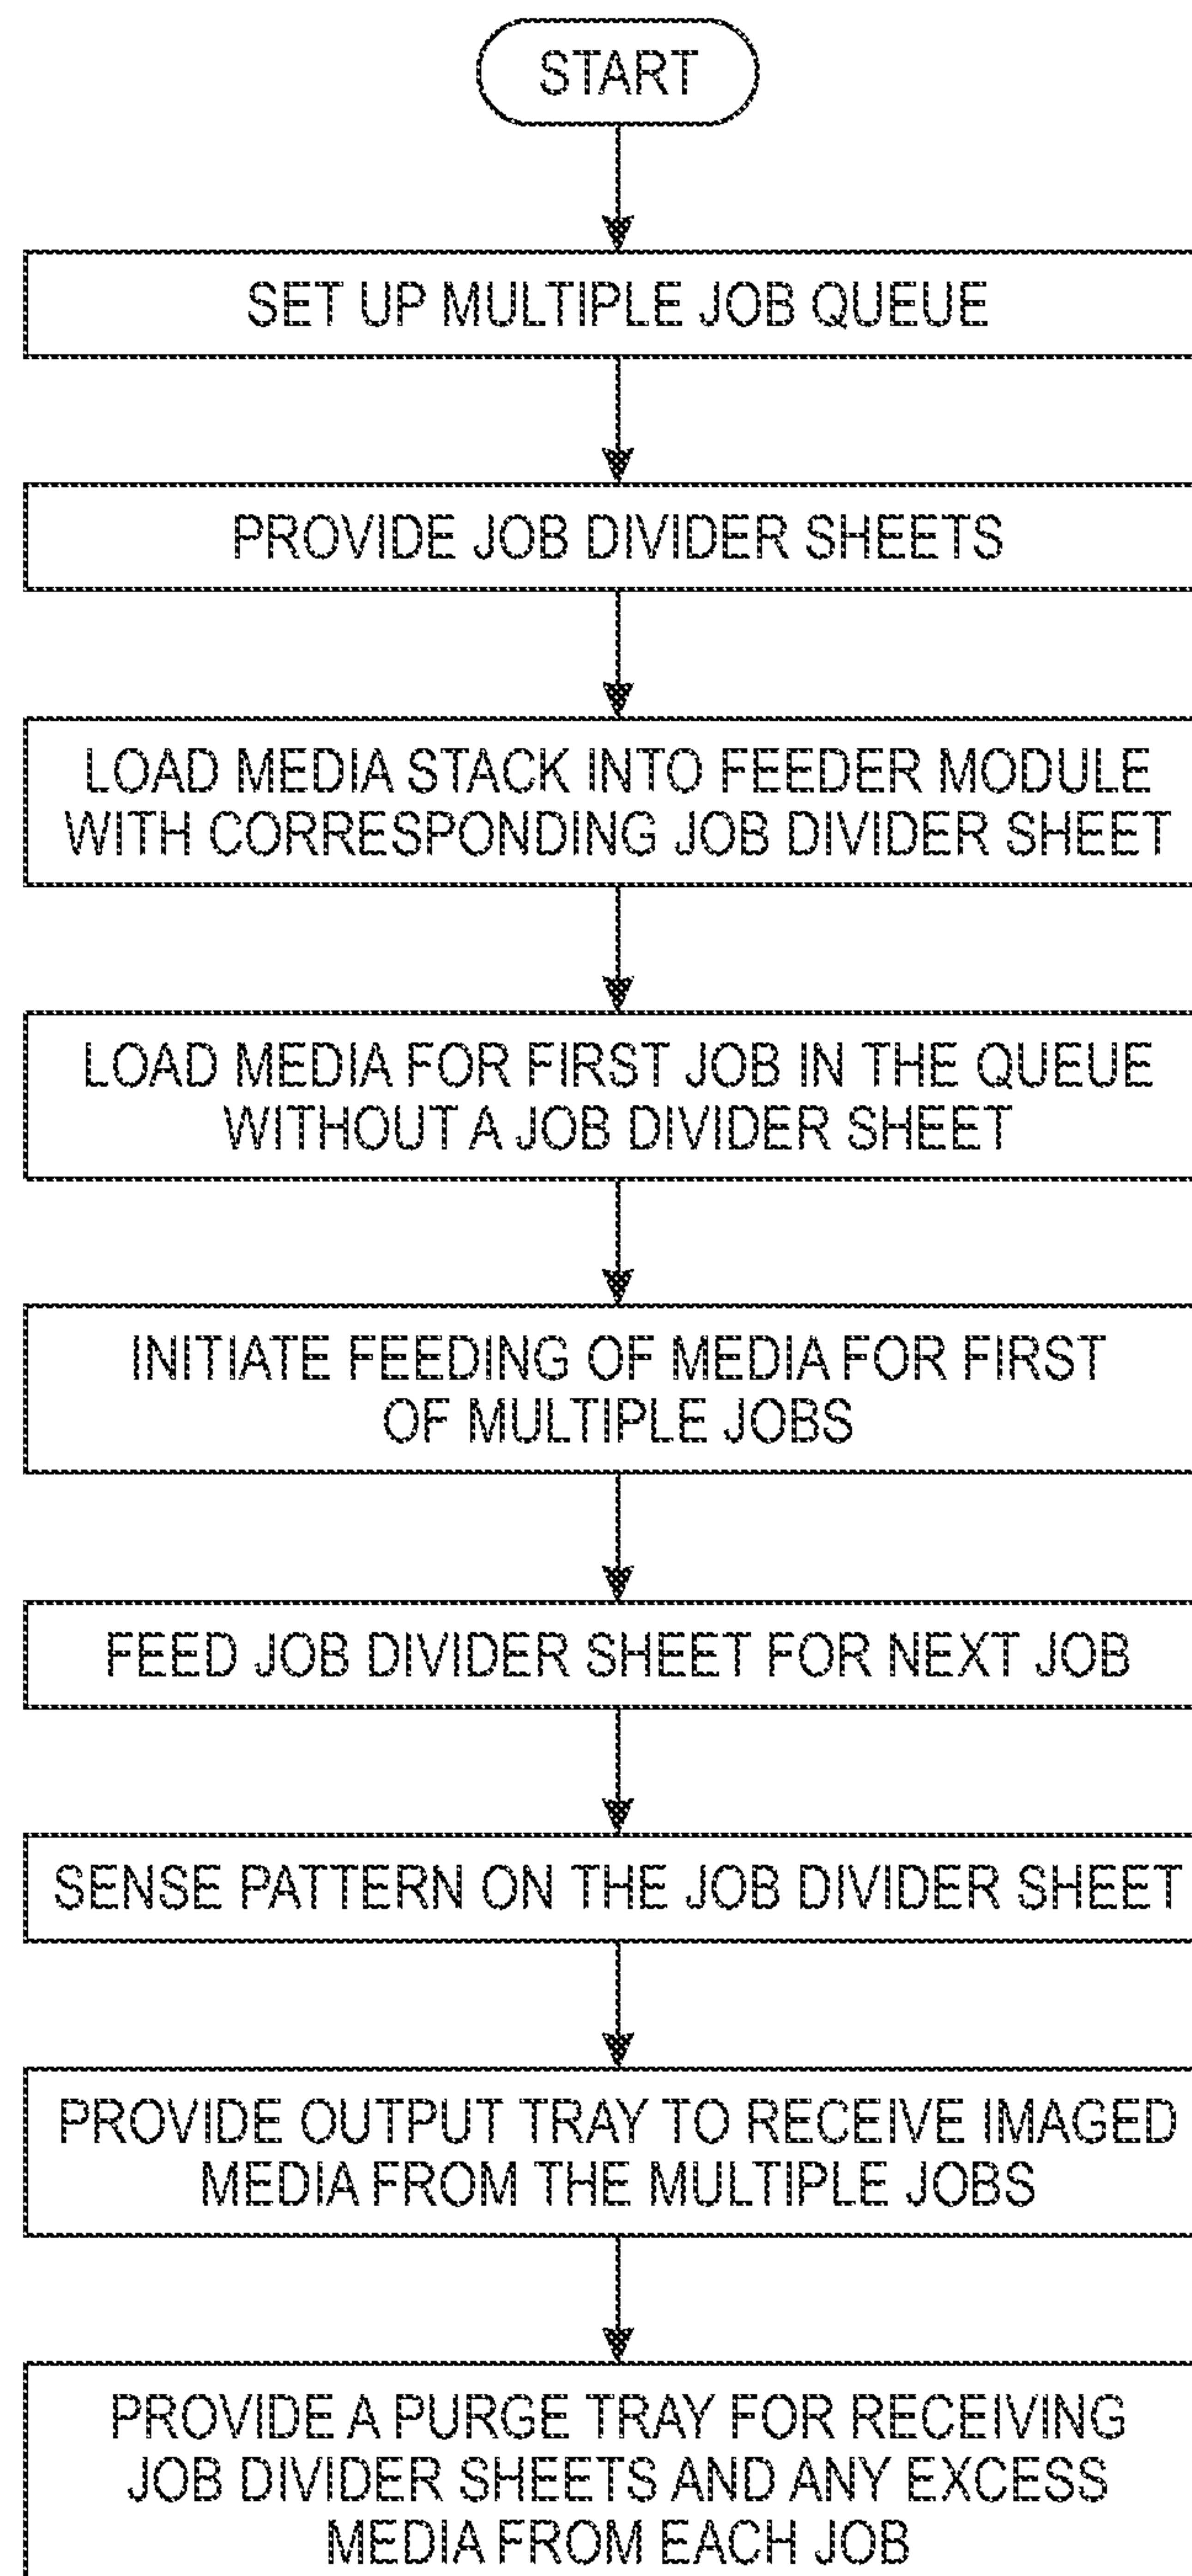 START
SET UP MULTIPLE JOB QUEUE
PROVIDE JOB DIVIDER SHEETS
LOAD MEDIA STACK INTO FEEDER MODULE
WITH CORRESPONDING JOB DIVIDER SHEET
LOAD MEDIA FOR FIRST JOB IN THE QUEUE
WITHOUT A JOB DIVIDER SHEET
INITIATE FEEDING OF MEDIA FOR FIRST
OF MULTIPLE JOBS
FEED JOB DIVIDER SHEET FOR NEXT JOB
SENSE PATTERN ON THE JOB DIVIDER SHEET
PROVIDE OUTPUT TRAY TO RECEIVE IMAGED
MEDIA FROM THE MULTIPLE JOBS
PROVIDE A PURGE TRAY FOR RECEIVING
JOB DIVIDER SHEETS AND ANY EXCESS
MEDIA FROM EACH JOB